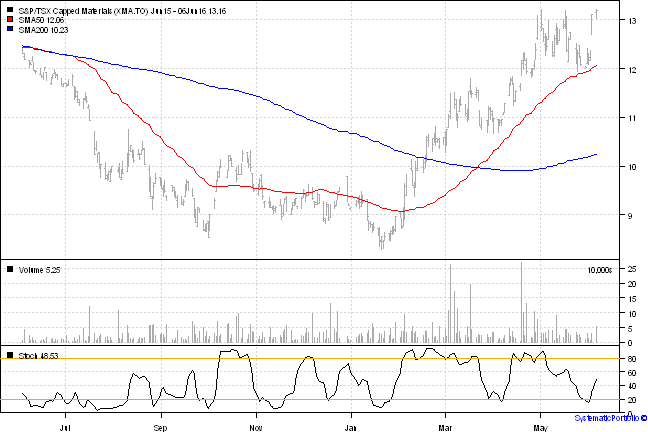 S&P/TSX Capped Materials (XMA.TO) Jun15 - 06Jun16 13.16
SMA50 12.06
SMA200 10.23
13
12
11
10
9
Volume 5.25
10,000s
25
20
15
10
5
0
Stoch 48.53
80
60
40
20
0
Jul
Sep
Nov
Jan
Mar
May
SystematicPortfolio ©